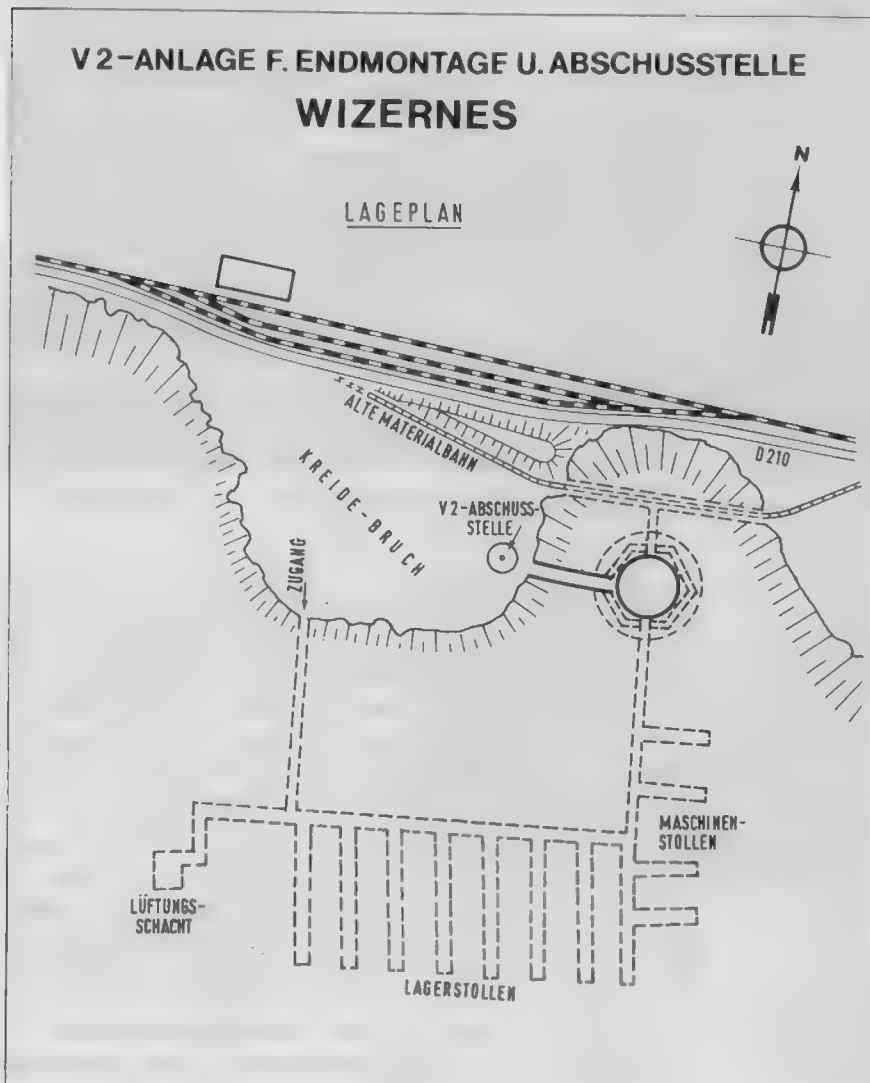 V2-ANLAGE F. ENDMONTAGE U. ABSCHUSSTELLE
WIZERNES
LAGEPLAN
N
ALTE MATERIALBAHN
D210
KREIDE-BRUCH
V2-ABSCHUSS-
STELLE
ZUGANG
MASCHINEN-
STOLLEN
LÜFTUNGS-
SCHACHT
LAGERSTOLLEN